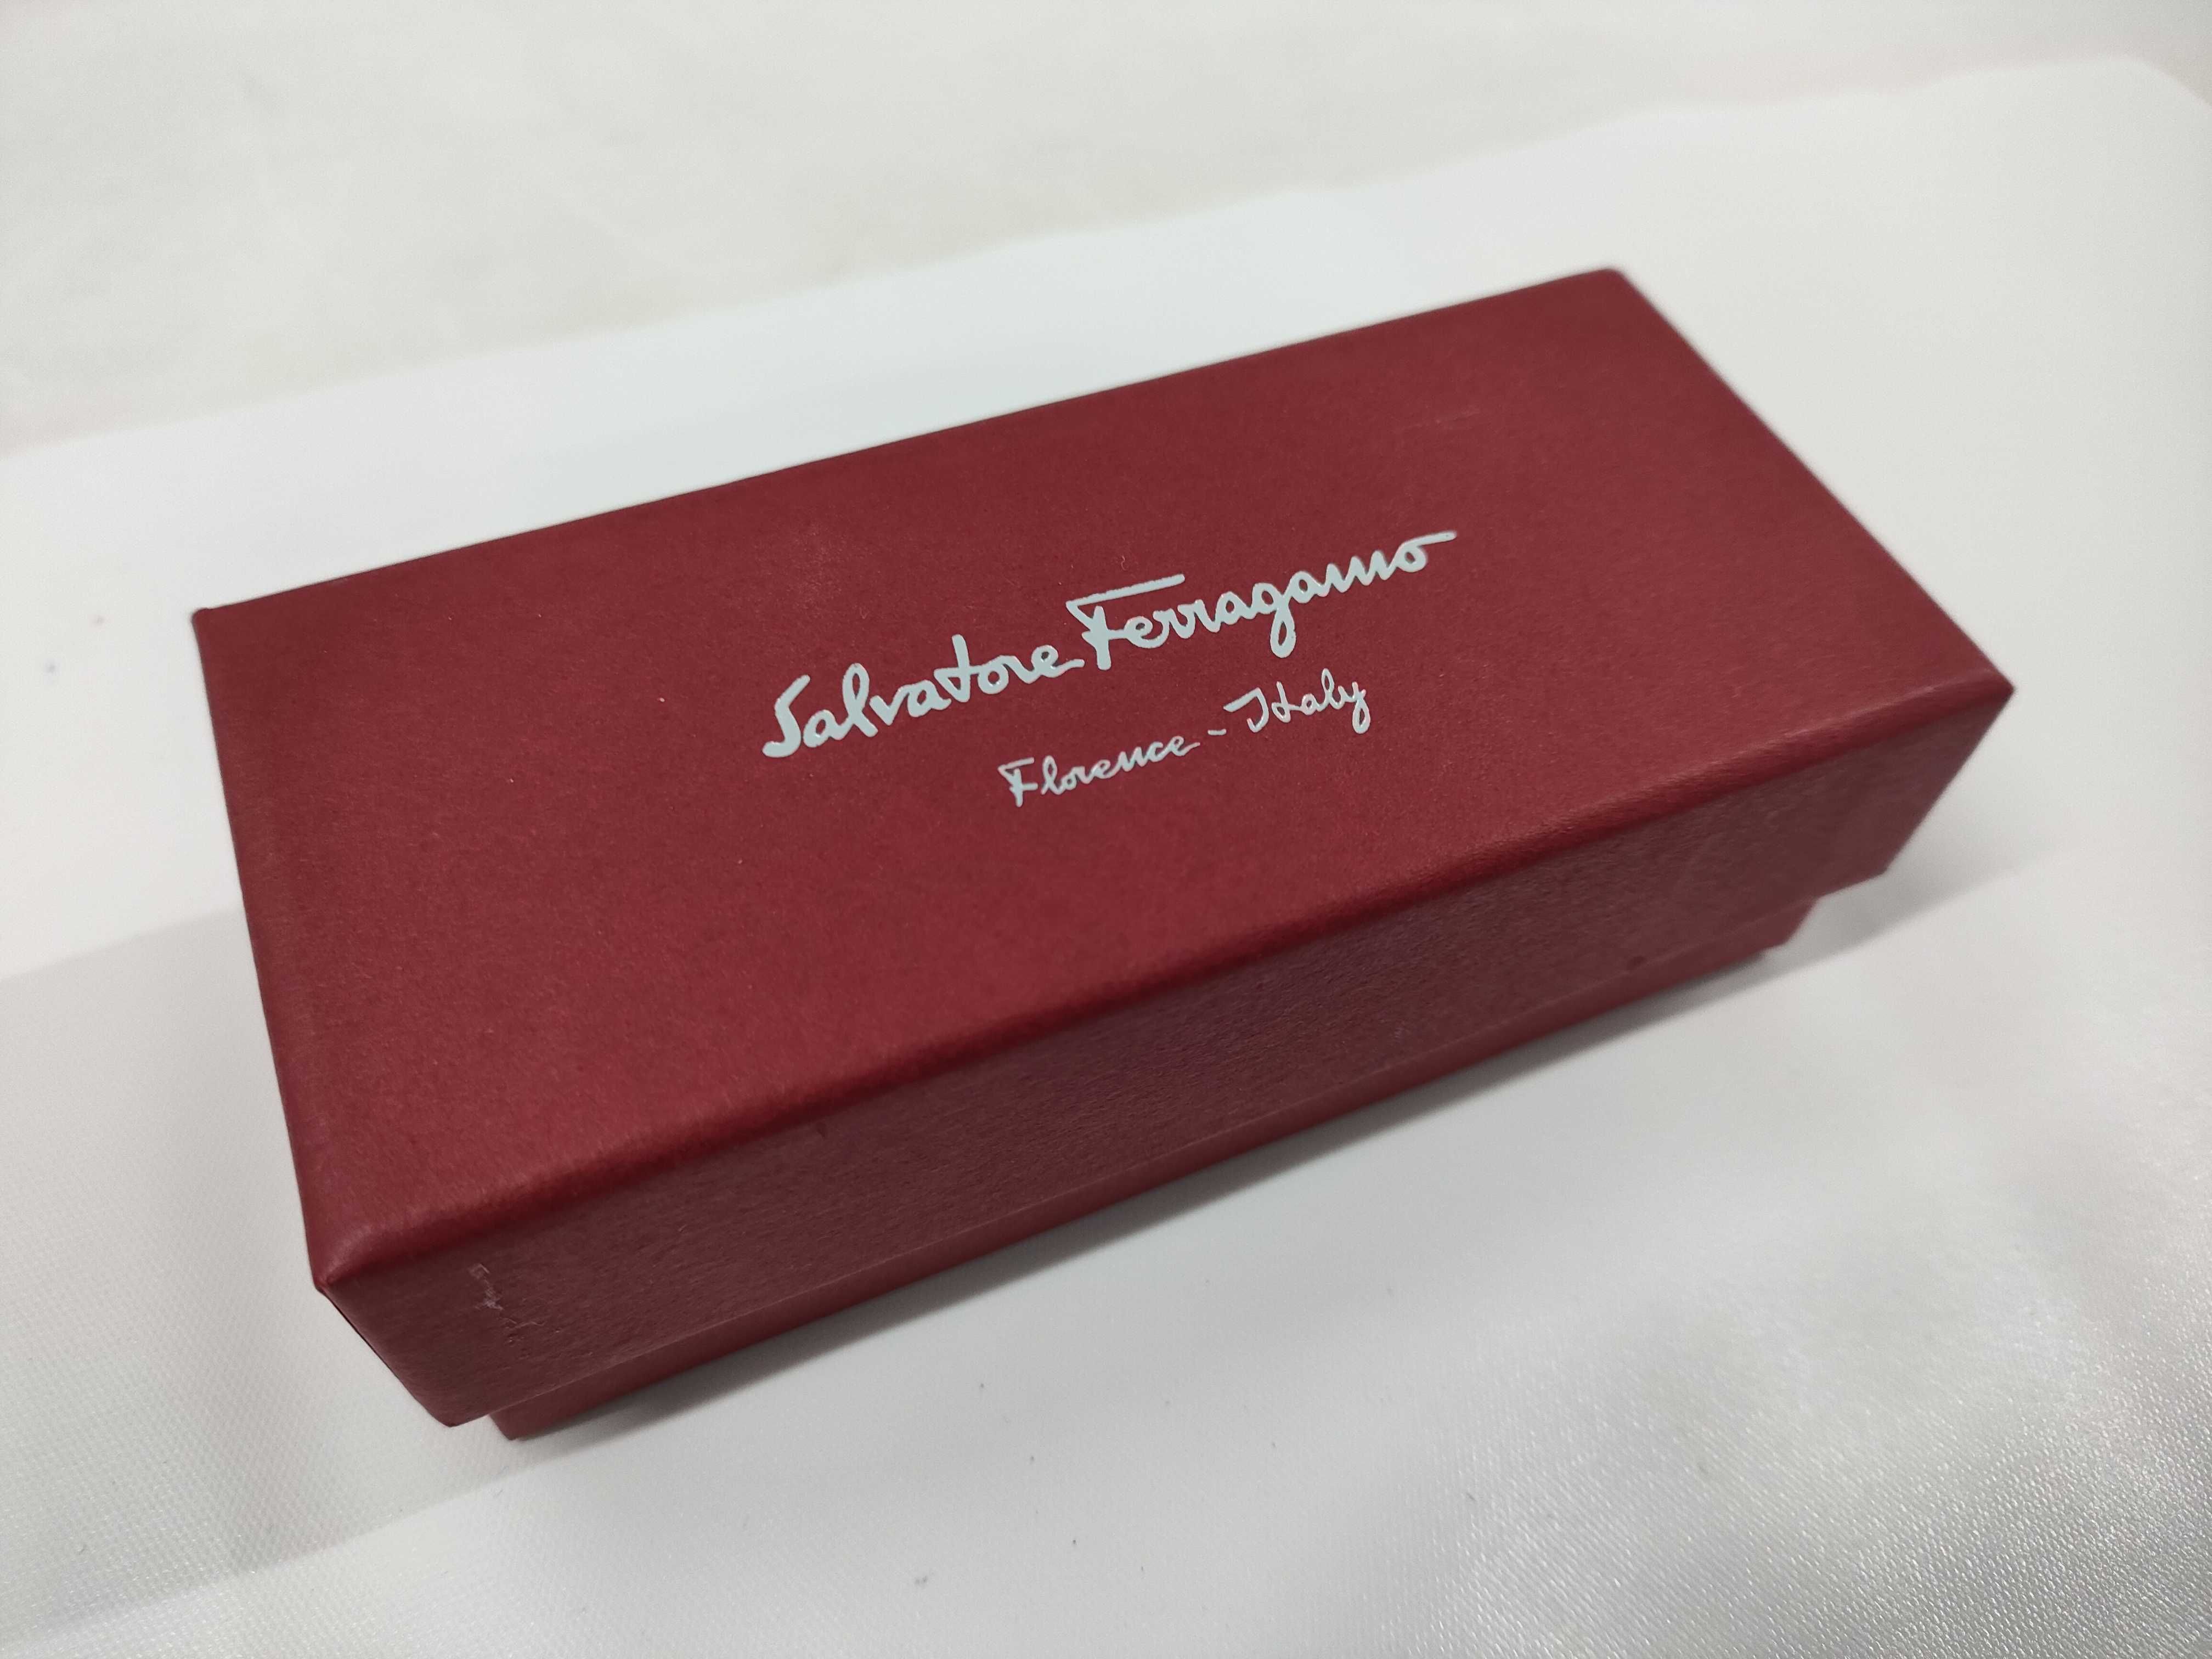 Salvatore Ferragamo
Florence - Italy